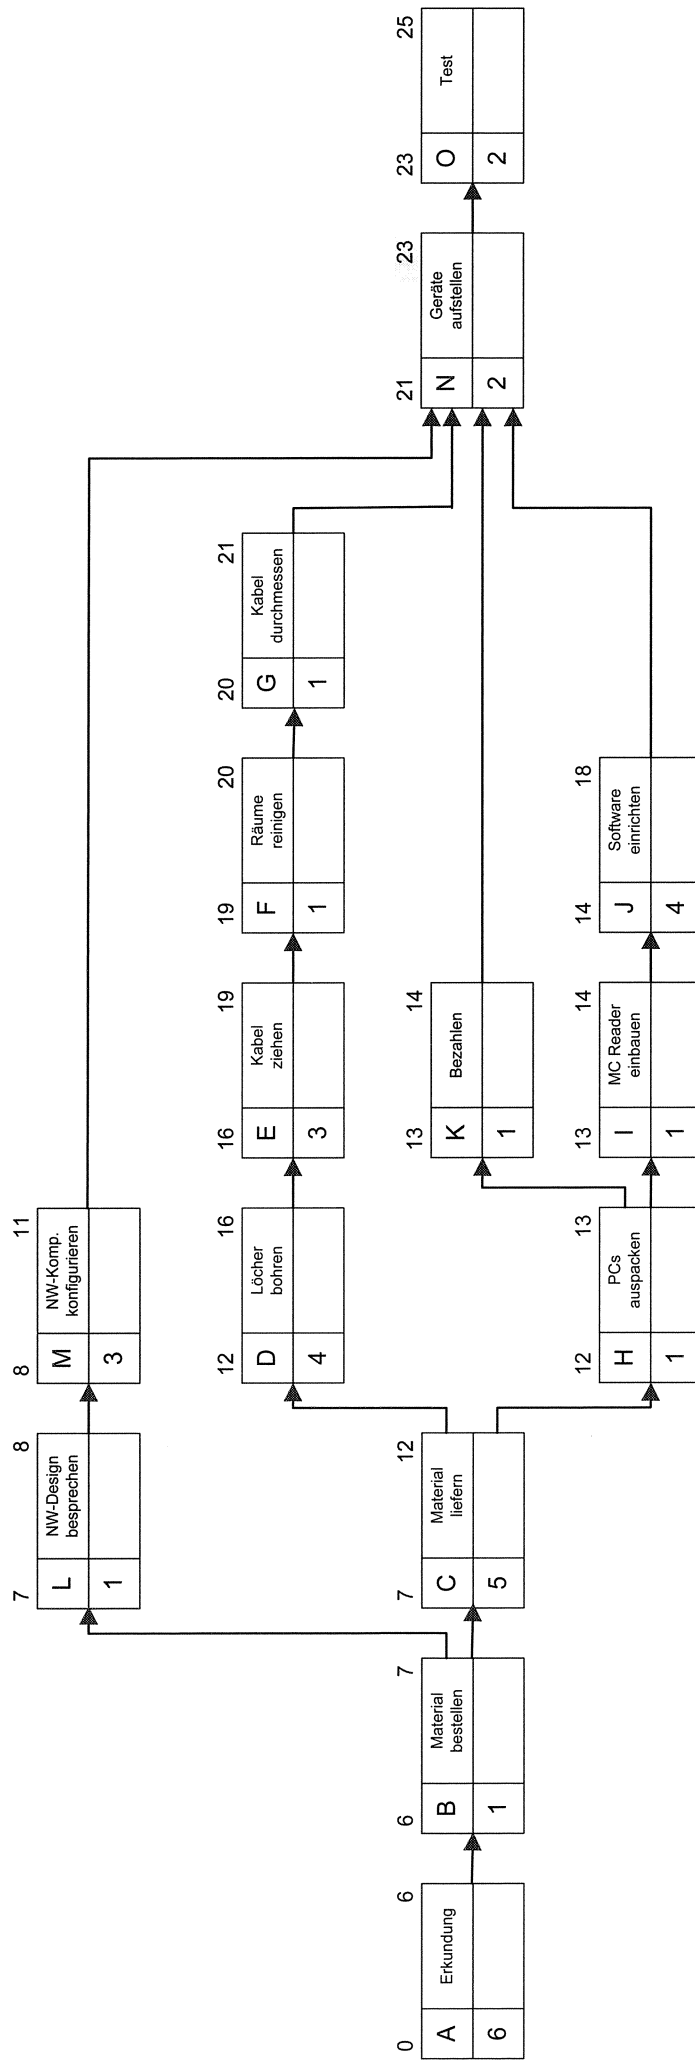 0 6
A Erkundung
6
6 7
B Material
bestellen
1
7 8
L NW-Design
besprechen
1
7 12
C Material
liefern
5
8 11
M NW-Komp.
konfigurieren
3
12 16
D Löcher
bohren
4
12 13
H PCs
auspacken
1
16 19
E Kabel
ziehen
3
13 14
K Bezahlen
1
13 14
I MC Reader
einbauen
1
19 20
F Räume
reinigen
1
14 18
J Software
einrichten
4
20 21
G Kabel
durchmessen
1
21 23
N Geräte
aufstellen
2
23 25
O Test
2